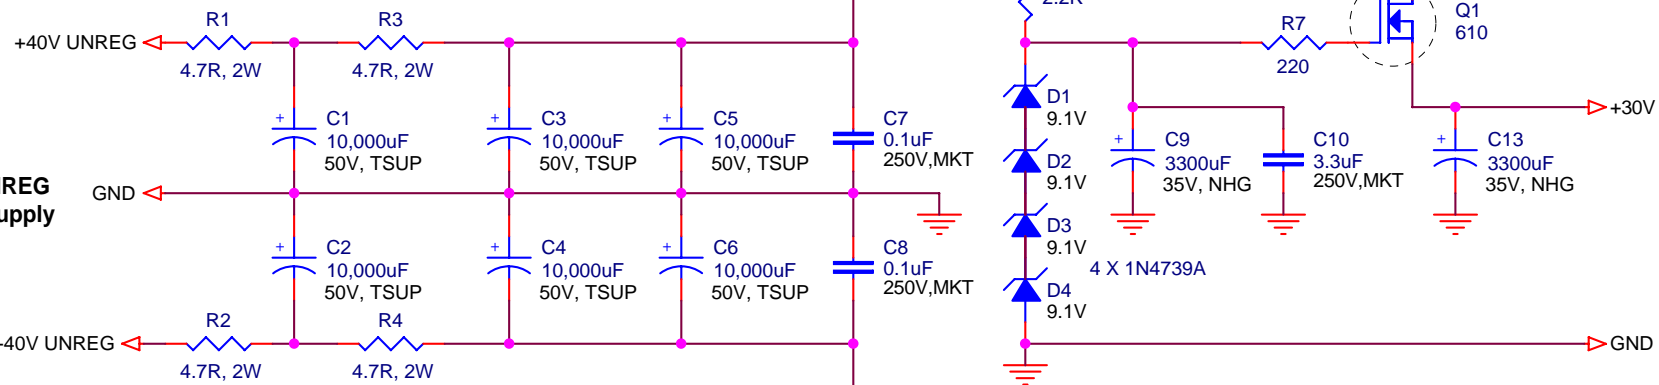 2.2R
R1
R3
Q1
610
+40V UNREG
R7
4.7R, 2W
4.7R, 2W
220
D1
9.1V
+30V
+
C1
10,000uF
50V, TSUP
+
C3
10,000uF
50V, TSUP
+
C5
10,000uF
50V, TSUP
C7
0.1uF
250V,MKT
D2
9.1V
+
C9
3300uF
35V, NHG
C10
3.3uF
250V,MKT
+
C13
3300uF
35V, NHG
GND
upply
D3
9.1V
+
C2
10,000uF
50V, TSUP
+
C4
10,000uF
50V, TSUP
+
C6
10,000uF
50V, TSUP
C8
0.1uF
250V,MKT
4 X 1N4739A
D4
9.1V
R2
R4
-40V UNREG
GND
4.7R, 2W
4.7R, 2W